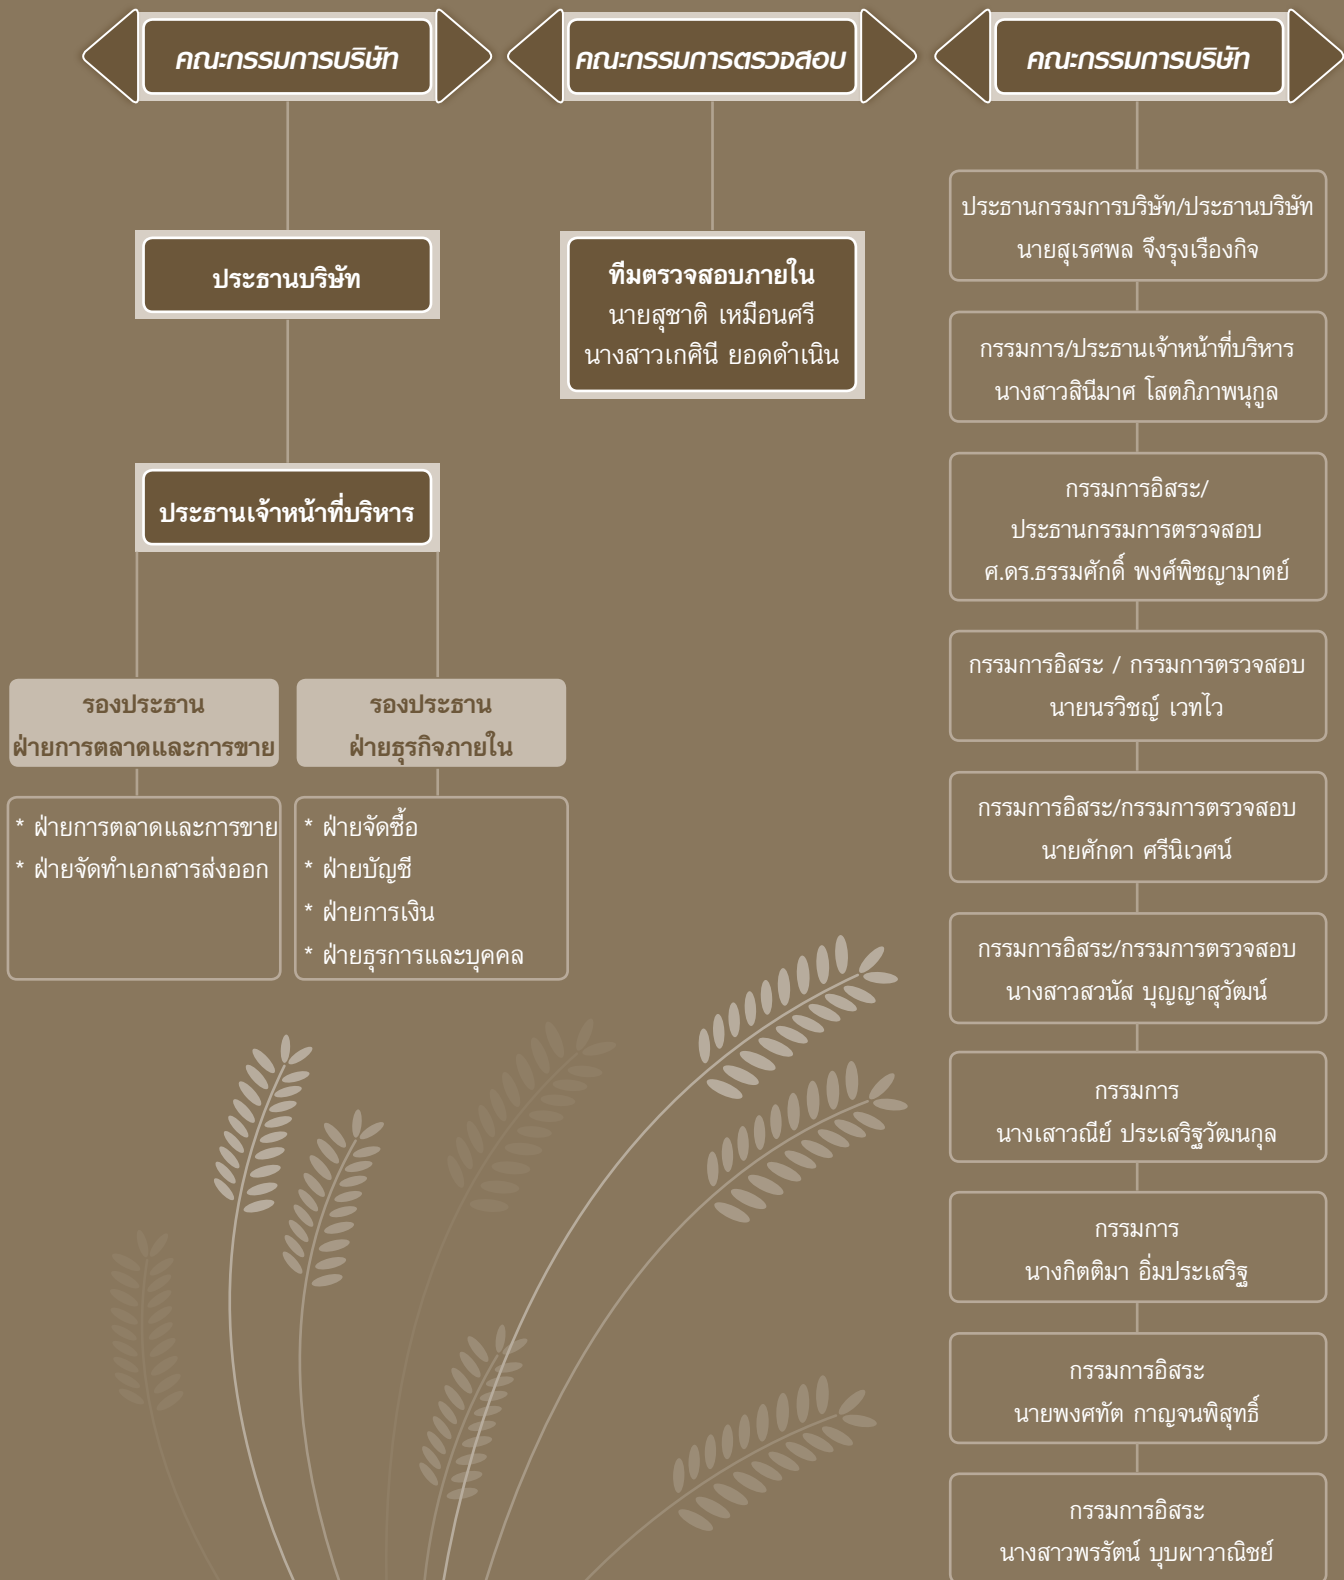 คณะกรรมการบริษัท
ประธานบริษัท
ประธานเจ้าหน้าที่บริหาร
รองประธาน
ฝ่ายการตลาดและการขาย
* ฝ่ายการตลาดและการขาย
* ฝ่ายจัดทำเอกสารส่งออก
รองประธาน
ฝ่ายธุรกิจภายใน
* ฝ่ายจัดซื้อ
* ฝ่ายบัญชี
* ฝ่ายการเงิน
* ฝ่ายธุรการและบุคคล
คณะกรรมการตรวจสอบ
ทีมตรวจสอบภายใน
นายสุชาติ เหมือนศรี
นางสาวเกศินี ยอดดำเนิน
คณะกรรมการบริษัท
ประธานกรรมการบริษัท/ประธานบริษัท
นายสุเรศพล จึงรุงเรืองกิจ
กรรมการ/ประธานเจ้าหน้าที่บริหาร
นางสาวสินีมาศ โสตภิภาพนุกูล
กรรมการอิสระ/
ประธานกรรมการตรวจสอบ
ศ.ดร.ธรรมศักดิ์ พงศ์พิชญามาตย์
กรรมการอิสระ / กรรมการตรวจสอบ
นายนรวิชญ์ เวทไว
กรรมการอิสระ/กรรมการตรวจสอบ
นายศักดา ศรีนิเวศน์
กรรมการอิสระ/กรรมการตรวจสอบ
นางสาวสวนัส บุญญาสุวัฒน์
กรรมการ
นางเสาวณีย์ ประเสริฐวัฒนกุล
กรรมการ
นางกิตติมา อิ่มประเสริฐ
กรรมการอิสระ
นายพงศทัต กาญจนพิสุทธิ์
กรรมการอิสระ
นางสาวพรรัตน์ บุบผาวาณิชย์